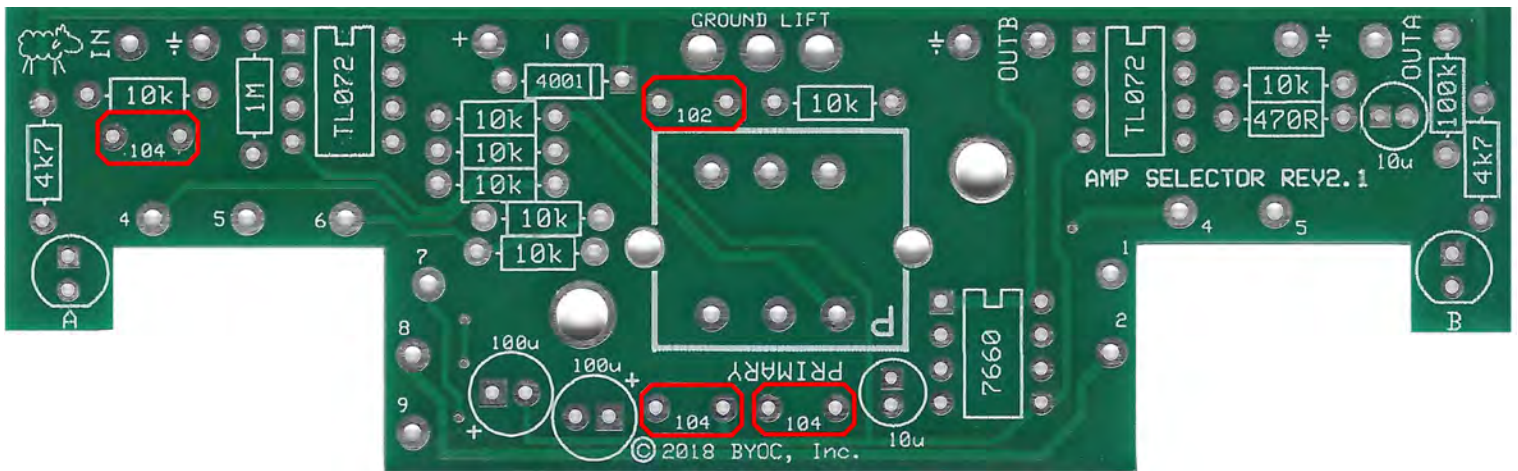 GROUND LIFT
IN
+
OUTB
OUTA
4001
10k
1M
TL072
102
10k
TL072
10k
100k
10k
470R
104
4k7
10k
10k
10u
4k7
AMP SELECTOR REV2.1
4
5
6
10k
10k
4
5
7
1
A
8
P
7660
2
B
100u
100u
PRIMARY
9
+
+
104
104
10u
© 2018 BYOC, Inc.